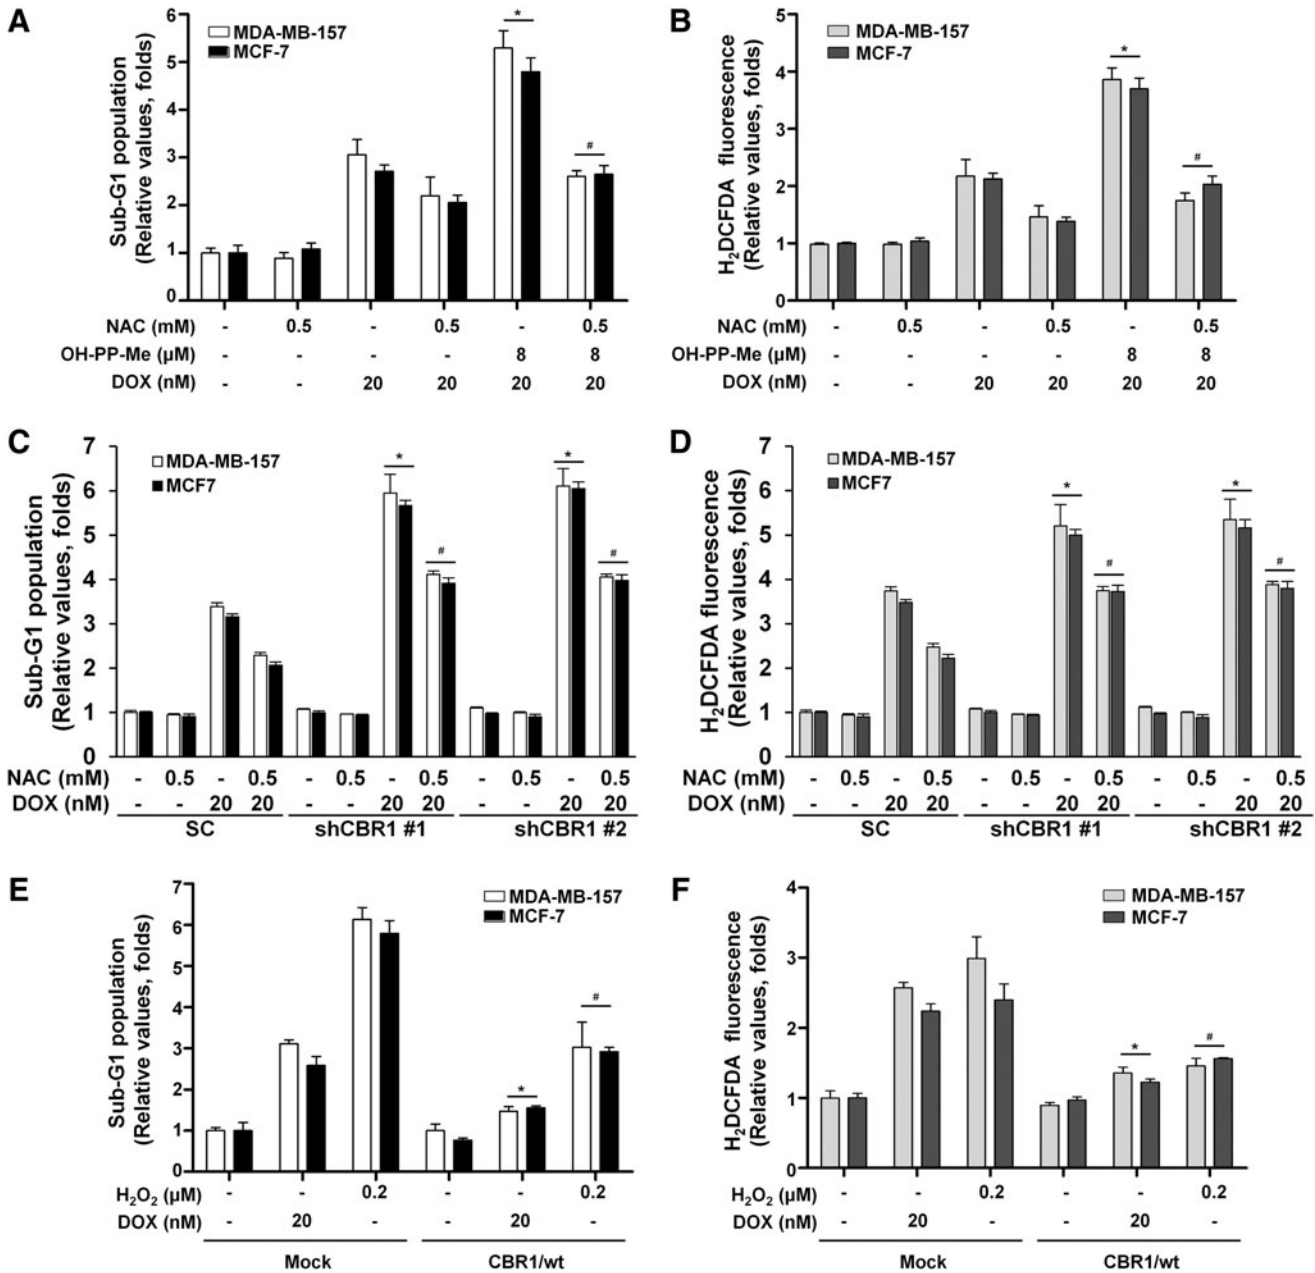 A
Sub-G1 population
(Relative values, folds)
6
5
4
3
2
1
0
MDA-MB-157
MCF-7
*
#
NAC (mM) - 0.5 - 0.5 - 0.5
OH-PP-Me (μM) - - - - 8 8
DOX (nM) - - 20 20 20 20
B
H₂DCFDA fluorescence
(Relative values, folds)
5
4
3
2
1
0
MDA-MB-157
MCF-7
*
#
NAC (mM) - 0.5 - 0.5 - 0.5
OH-PP-Me (μM) - - - - 8 8
DOX (nM) - - 20 20 20 20
C
Sub-G1 population
(Relative values, folds)
7
6
5
4
3
2
1
0
MDA-MB-157
MCF7
*
#
*
#
NAC (mM) - 0.5 - 0.5 - 0.5 - 0.5 - 0.5 - 0.5
DOX (nM) - - 20 20 - - 20 20 - - 20 20
SC shCBR1 #1 shCBR1 #2
D
H₂DCFDA fluorescence
(Relative values, folds)
7
6
5
4
3
2
1
0
MDA-MB-157
MCF7
*
#
*
#
NAC (mM) - 0.5 - 0.5 - 0.5 - 0.5 - 0.5 - 0.5
DOX (nM) - - 20 20 - - 20 20 - - 20 20
SC shCBR1 #1 shCBR1 #2
E
Sub-G1 population
(Relative values, folds)
7
6
5
4
3
2
1
0
MDA-MB-157
MCF-7
*
#
H₂O₂ (μM) - - 0.2 - - 0.2
DOX (nM) - 20 - - 20 -
Mock CBR1/wt
F
H₂DCFDA fluorescence
(Relative values, folds)
4
3
2
1
0
MDA-MB-157
MCF-7
*
#
H₂O₂ (μM) - - 0.2 - - 0.2
DOX (nM) - 20 - - 20 -
Mock CBR1/wt